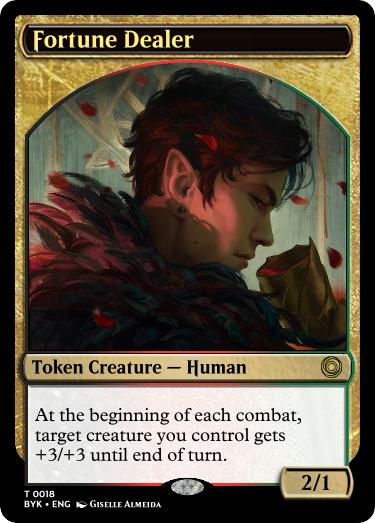 Fortune Dealer
Token Creature — Human
At the beginning of each combat,
target creature you control gets
+3/+3 until end of turn.
2/1
T 0018
BYK • ENG Giselle Almeida